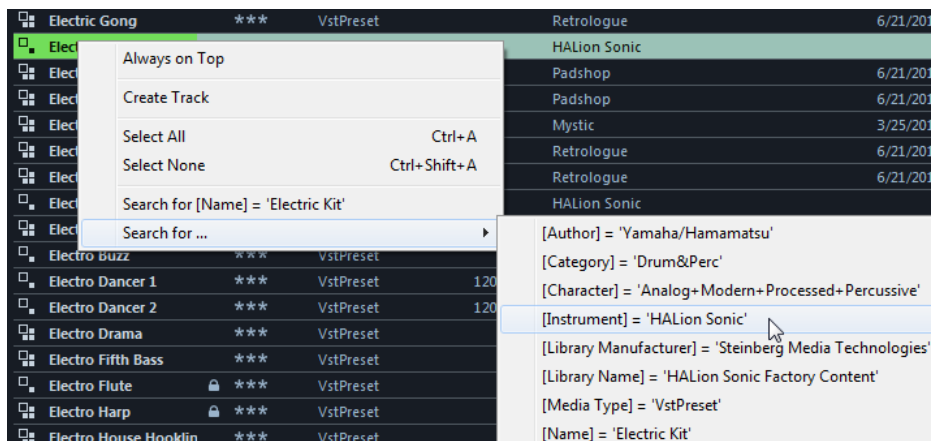 Electric Gong *** VstPreset Retrologue 6/21/201
Elect HALion Sonic
Elect Padshop 6/21/201
Elect Padshop 6/21/201
Elect Mystic 3/25/201
Elect Retrologue 6/21/201
Elect Retrologue 6/21/201
Elect HALion Sonic
Elect
Always on Top
Create Track
Select All Ctrl+A
Select None Ctrl+Shift+A
Search for [Name] = 'Electric Kit'
Search for ...
[Author] = 'Yamaha/Hamamatsu'
[Category] = 'Drum&Perc'
[Character] = 'Analog+Modern+Processed+Percussive'
[Instrument] = 'HALion Sonic'
[Library Manufacturer] = 'Steinberg Media Technologies'
[Library Name] = 'HALion Sonic Factory Content'
[Media Type] = 'VstPreset'
[Name] = 'Electric Kit'
Electro Buzz *** VstPreset
Electro Dancer 1 *** VstPreset 120
Electro Dancer 2 *** VstPreset 120
Electro Drama *** VstPreset
Electro Fifth Bass *** VstPreset
Electro Flute *** VstPreset
Electro Harp *** VstPreset
Electro House Hooklin *** VstPreset